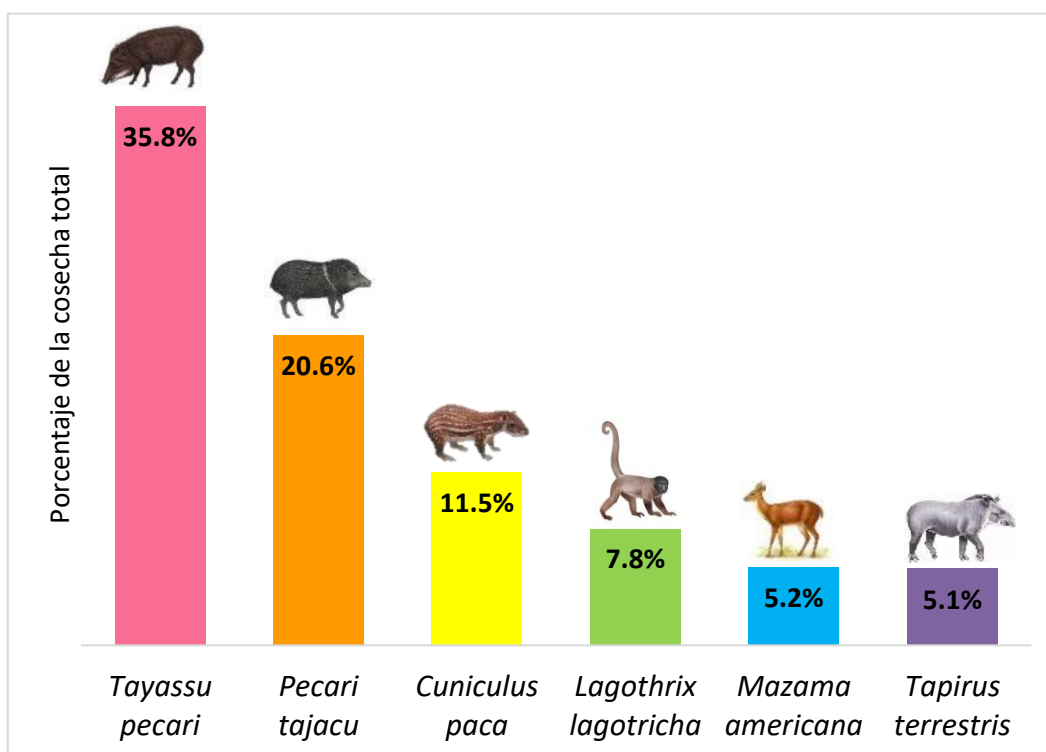 Porcentaje de la cosecha total
35.8%
20.6%
11.5%
7.8%
5.2%
5.1%
Tayassu
pecari
Pecari
tajacu
Cuniculus
paca
Lagothrix
lagotricha
Mazama
americana
Tapirus
terrestris